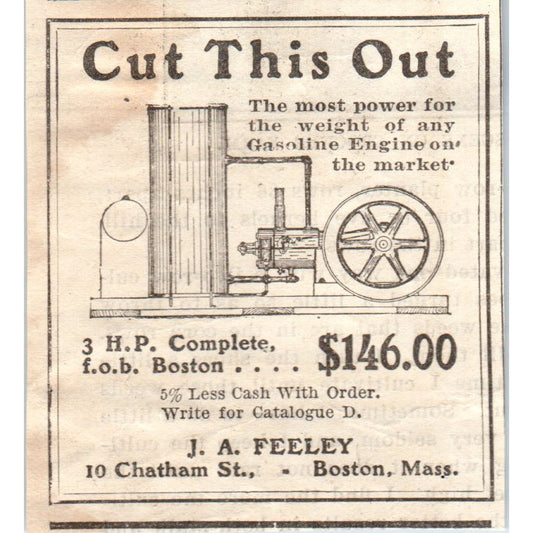 Cut This Out
The most power for
the weight of any
Gasoline Engine on
the market
3 H.P. Complete,
f.o.b. Boston . . . . $146.00
5% Less Cash With Order.
Write for Catalogue D.
J. A. FEELEY
10 Chatham St., - Boston, Mass.